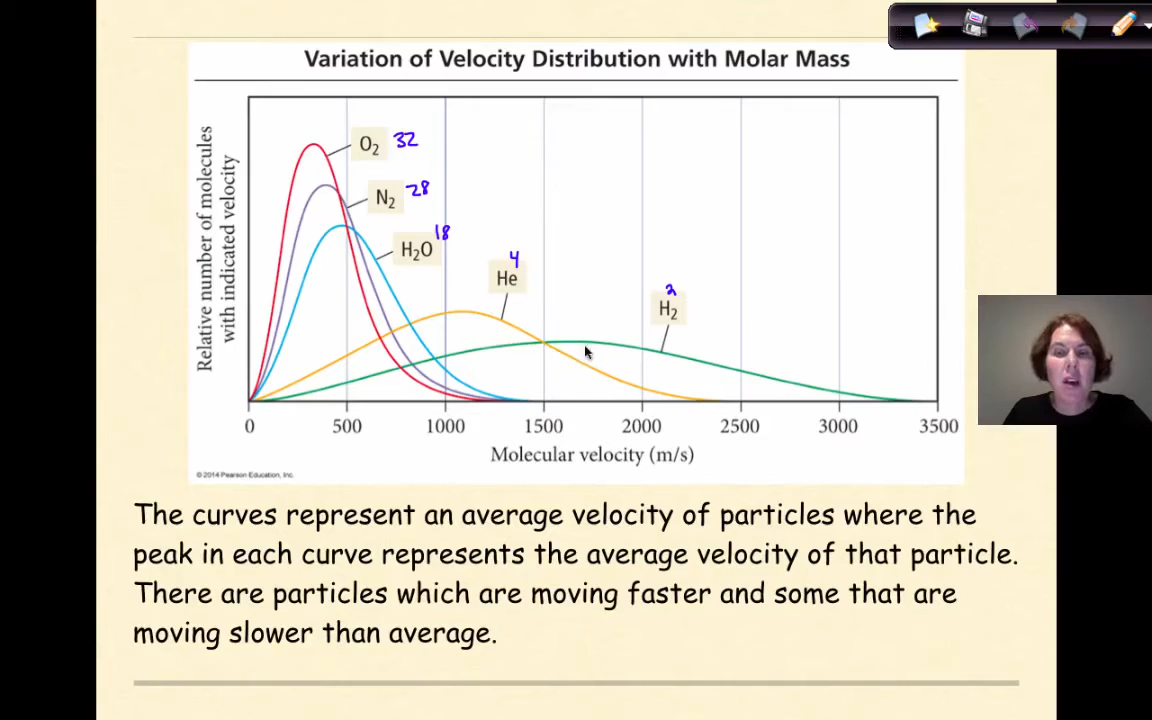 Variation of Velocity Distribution with Molar Mass
Relative number of molecules
with indicated velocity
O₂ 32
N₂ 28
H₂O 18
He 4
H₂ 2
0 500 1000 1500 2000 2500 3000 3500
Molecular velocity (m/s)
© 2014 Pearson Education, Inc.
The curves represent an average velocity of particles where the
peak in each curve represents the average velocity of that particle.
There are particles which are moving faster and some that are
moving slower than average.